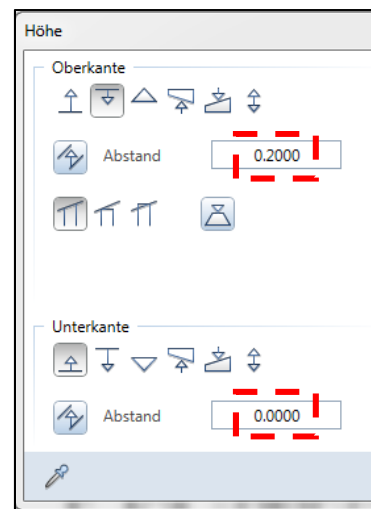 Höhe
Oberkante
Abstand 0.2000
Unterkante
Abstand 0.0000